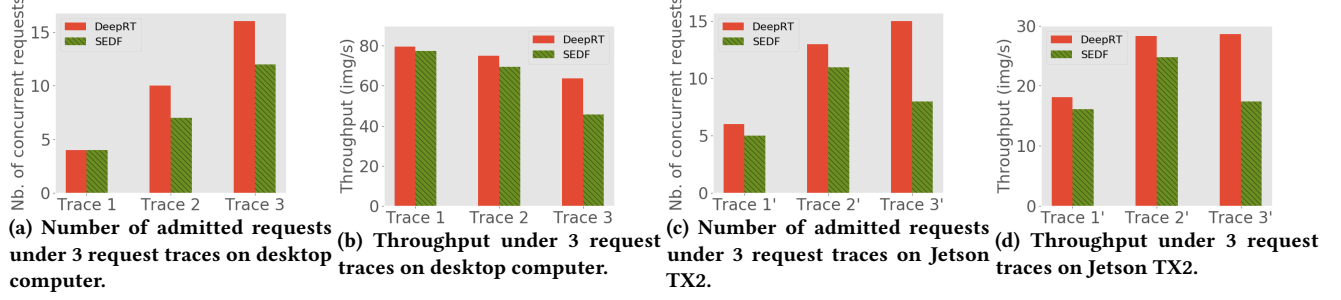 Nb. of concurrent requests
15
10
5
0
DeepRT
SEDF
Trace 1 Trace 2 Trace 3
(a) Number of admitted requests
under 3 request traces on desktop
computer.
Throughput (img/s)
80
60
40
20
0
DeepRT
SEDF
Trace 1 Trace 2 Trace 3
(b) Throughput under 3 request
traces on desktop computer.
Nb. of concurrent requests
15
10
5
0
DeepRT
SEDF
Trace 1' Trace 2' Trace 3'
(c) Number of admitted requests
under 3 request traces on Jetson
TX2.
Throughput (img/s)
30
20
10
0
DeepRT
SEDF
Trace 1' Trace 2' Trace 3'
(d) Throughput under 3 request
traces on Jetson TX2.